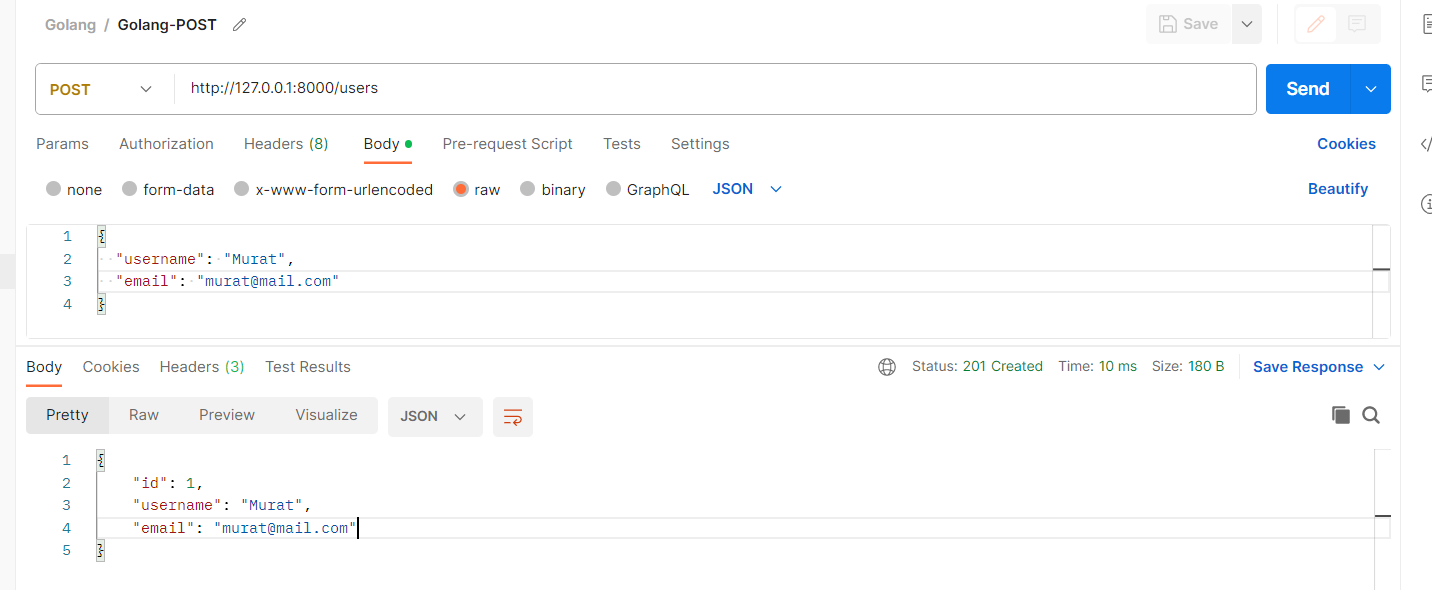 Golang / Golang-POST
Save
POST http://127.0.0.1:8000/users Send
Params Authorization Headers (8) Body Pre-request Script Tests Settings Cookies
none form-data x-www-form-urlencoded raw binary GraphQL JSON Beautify
1 {
2 "username": "Murat",
3 "email": "murat@mail.com"
4 }
Body Cookies Headers (3) Test Results Status: 201 Created Time: 10 ms Size: 180 B Save Response
Pretty Raw Preview Visualize JSON
1 {
2 "id": 1,
3 "username": "Murat",
4 "email": "murat@mail.com"
5 }